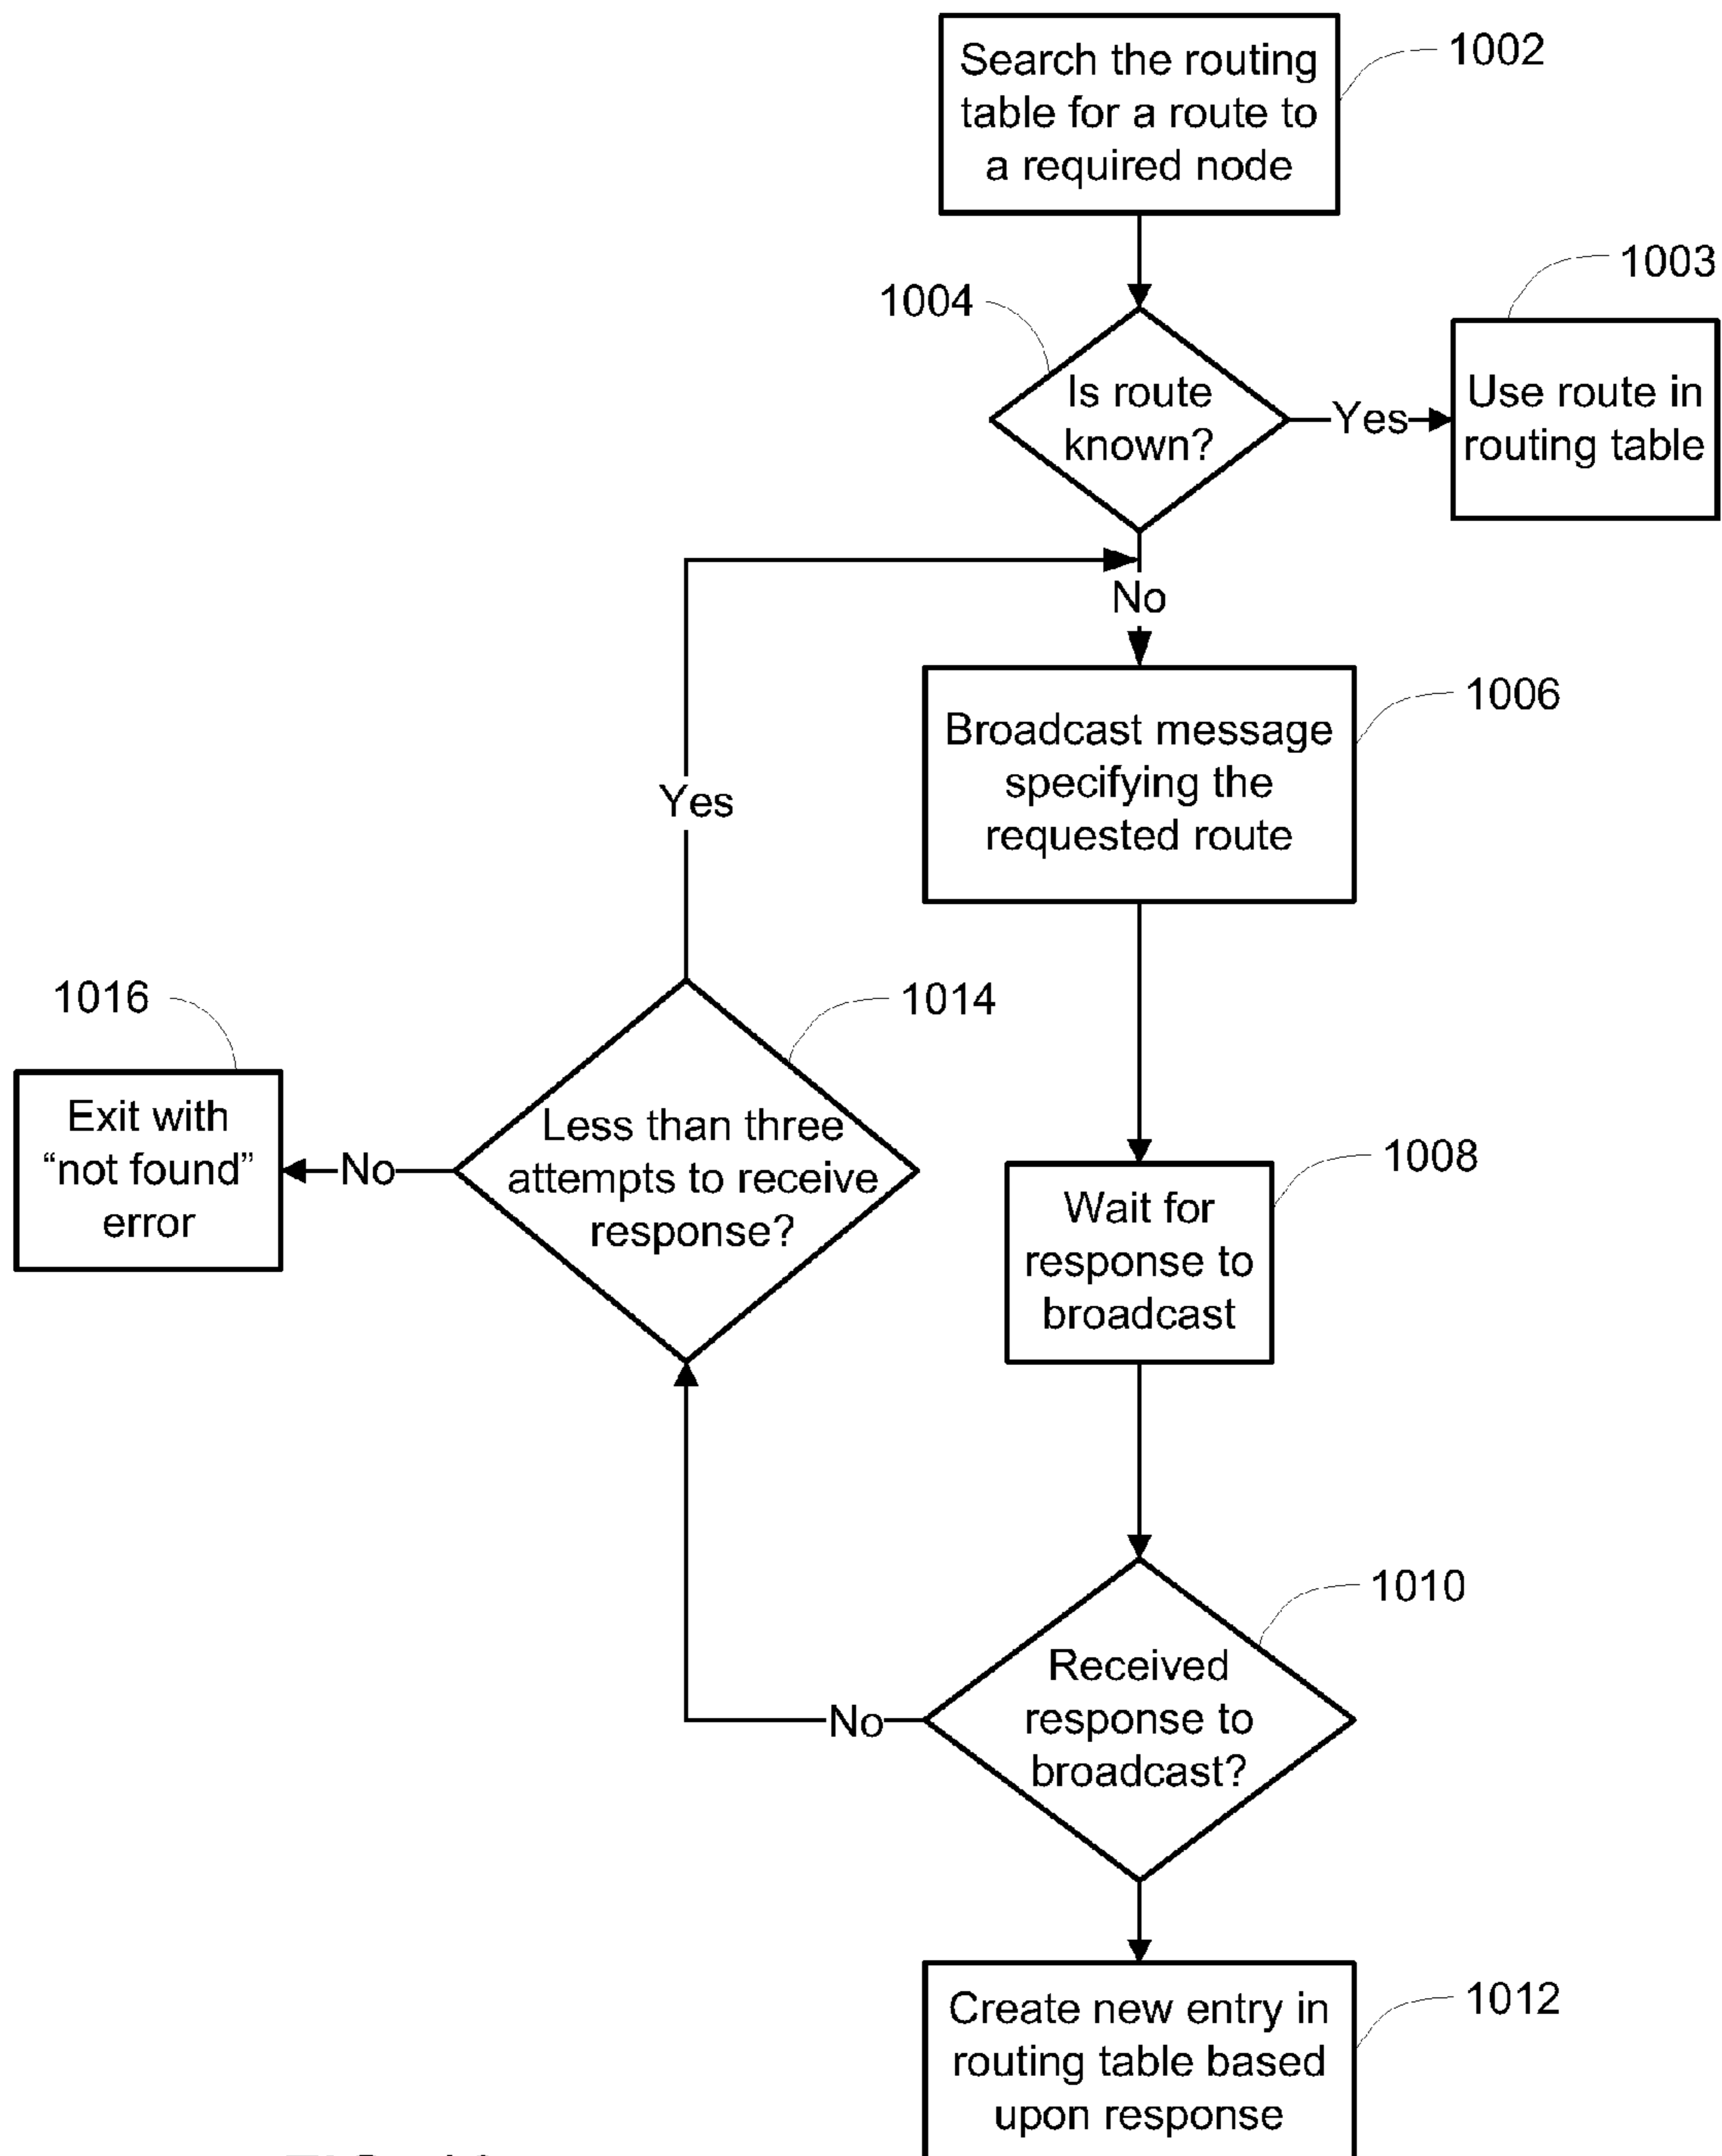 Search the routing
table for a route to
a required node
1002
1003
1004
Is route
known?
Yes
Use route in
routing table
No
Broadcast message
specifying the
requested route
1006
Yes
1016
1014
Exit with
“not found”
error
No
Less than three
attempts to receive
response?
1008
Wait for
response to
broadcast
1010
Received
response to
broadcast?
No
Create new entry in
routing table based
upon response
1012